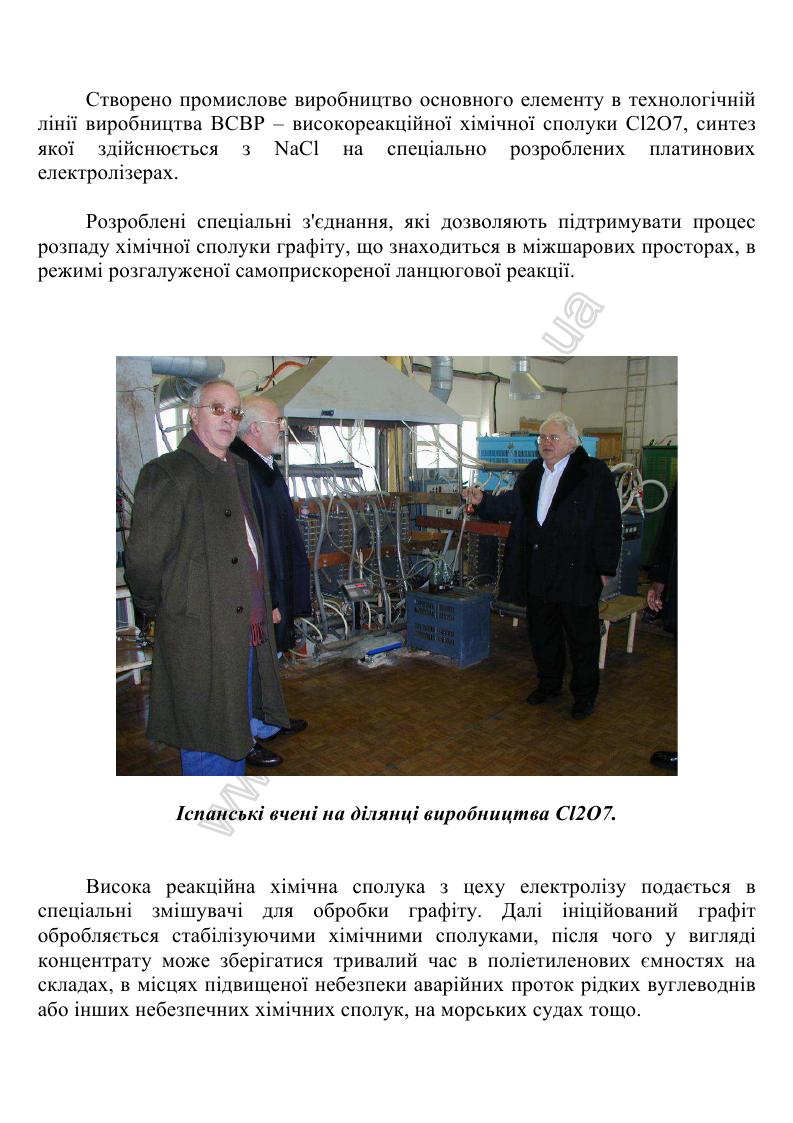 Створено промислове виробництво основного елементу в технологічній
лінії виробництва ВСВР – високореакційної хімічної сполуки Cl2O7, синтез
якої здійснюється з NaCl на спеціально розроблених платинових
електролізерах.
Розроблені спеціальні з'єднання, які дозволяють підтримувати процес
розпаду хімічної сполуки графіту, що знаходиться в міжшарових просторах, в
режимі розгалуженої самоприскореної ланцюгової реакції.
ua
www
Іспанські вчені на ділянці виробництва Cl2O7.
Висока реакційна хімічна сполука з цеху електролізу подається в
спеціальні змішувачі для обробки графіту. Далі ініційований графіт
обробляється стабілізуючими хімічними сполуками, після чого у вигляді
концентрату може зберігатися тривалий час в поліетиленових ємностях на
складах, в місцях підвищеної небезпеки аварійних проток рідких вуглеводнів
або інших небезпечних хімічних сполук, на морських судах тощо.